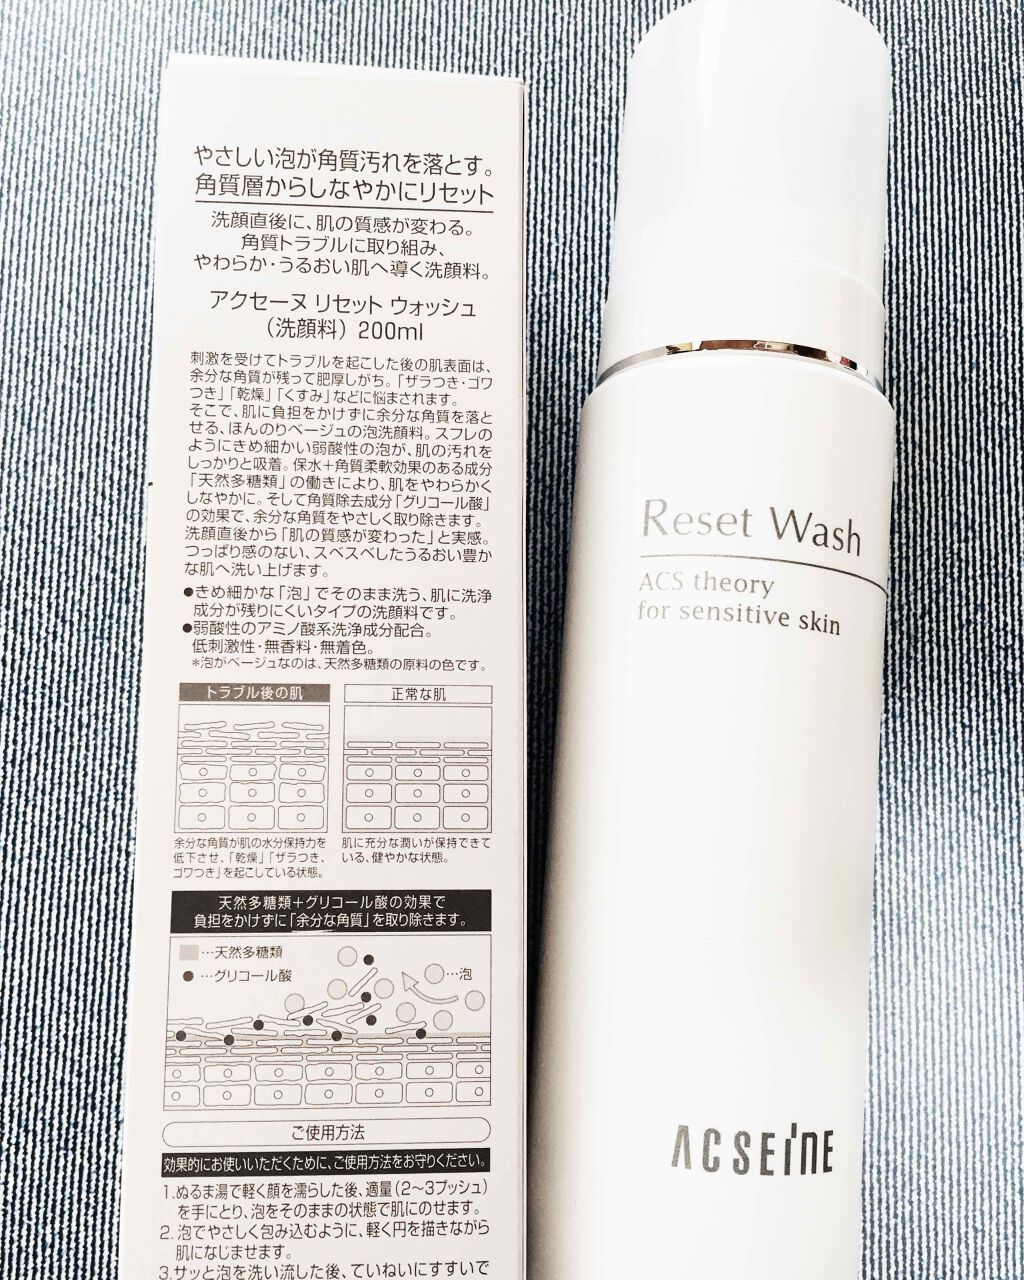 やさしい泡が角質汚れを落とす。
角質層からしなやかにリセット
洗顔直後に、肌の質感が変わる。
角質トラブルに取り組み、
やわらか・うるおい肌へ導く洗顔料。
アクセーヌ リセット ウォッシュ
（洗顔料）200ml
刺激を受けてトラブルを起こした後の肌表面は、
余分な角質が残って肥厚しがち。「ザラつき・ゴワ
つき」「乾燥」「くすみ」などに悩まされます。
そこで、肌に負担をかけずに余分な角質を落と
せる、ほんのりベージュの泡洗顔料。スフレの
ようにきめ細かい弱酸性の泡が、肌の汚れを
しっかりと吸着。保水＋角質柔軟効果のある成分
「天然多糖類」の働きにより、肌をやわらかく
しなやかに。そして角質除去成分「グリコール酸」
の効果で、余分な角質をやさしく取り除きます。
洗顔直後から「肌の質感が変わった」と実感。
つっぱり感のない、スベスベしたうるおい豊か
な肌へ洗い上げます。
●きめ細かな「泡」でそのまま洗う、肌に洗浄
成分が残りにくいタイプの洗顔料です。
●弱酸性のアミノ酸系洗浄成分配合。
低刺激性・無香料・無着色。
＊泡がベージュなのは、天然多糖類の原料の色です。
トラブル後の肌
正常な肌
余分な角質が肌の水分保持力を
低下させ、「乾燥」「ザラつき、
ゴワつき」を起こしている状態。
肌に充分な潤いが保持できて
いる、健やかな状態。
天然多糖類＋グリコール酸の効果で
負担をかけずに「余分な角質」を取り除きます。
…天然多糖類
…グリコール酸
…泡
ご使用方法
効果的にお使いいただくために、ご使用方法をお守りください。
1.ぬるま湯で軽く顔を濡らした後、適量（2〜3プッシュ）
を手にとり、泡をそのままの状態で肌にのせます。
2.泡でやさしく包み込むように、軽く円を描きながら
肌になじませます。
3.サッと泡を洗い流した後、ていねいにすすいで
Reset Wash
ACS theory
for sensitive skin
ACSEINE